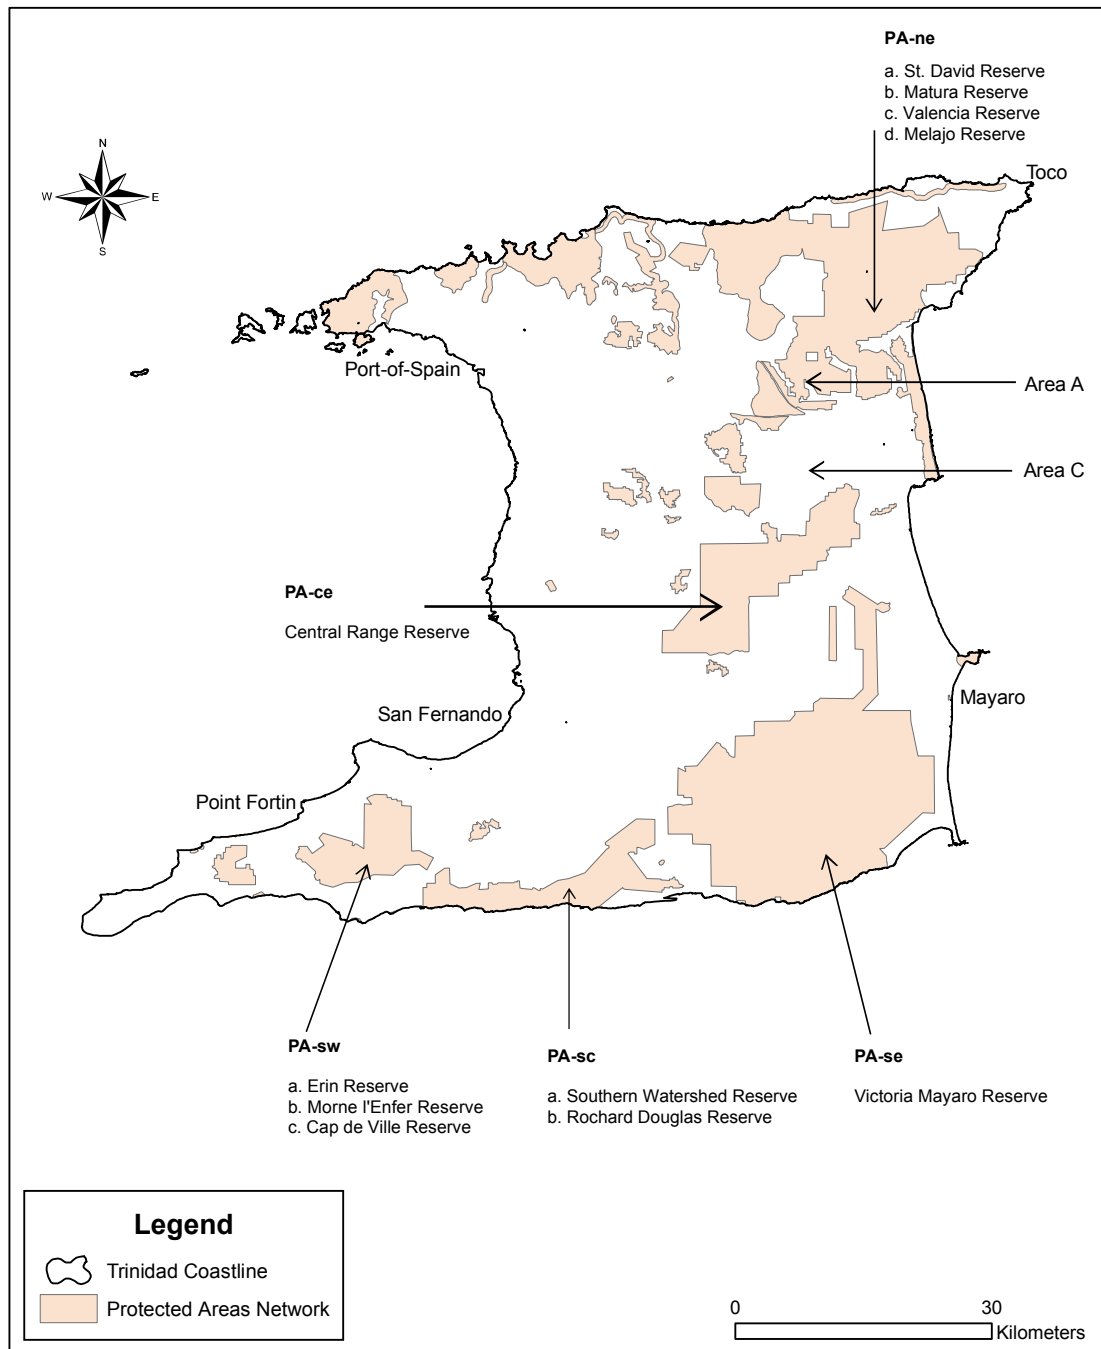 PA-ne
a. St. David Reserve
b. Matura Reserve
c. Valencia Reserve
d. Melajo Reserve
N
W
E
S
Toco
Port-of-Spain
Area A
Area C
PA-ce
Central Range Reserve
San Fernando
Mayaro
Point Fortin
PA-sw
a. Erin Reserve
b. Morne l'Enfer Reserve
c. Cap de Ville Reserve
PA-sc
a. Southern Watershed Reserve
b. Rochard Douglas Reserve
PA-se
Victoria Mayaro Reserve
Legend
Trinidad Coastline
Protected Areas Network
0
30
Kilometers